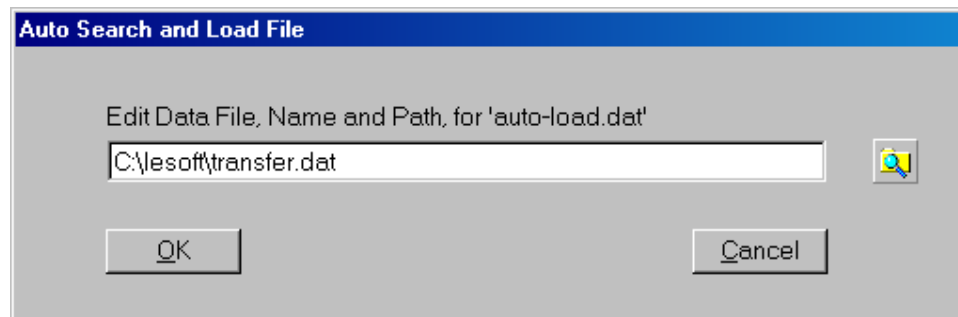 Auto Search and Load File
Edit Data File, Name and Path, for 'auto-load.dat'
C:\lesoft\transfer.dat
OK
Cancel